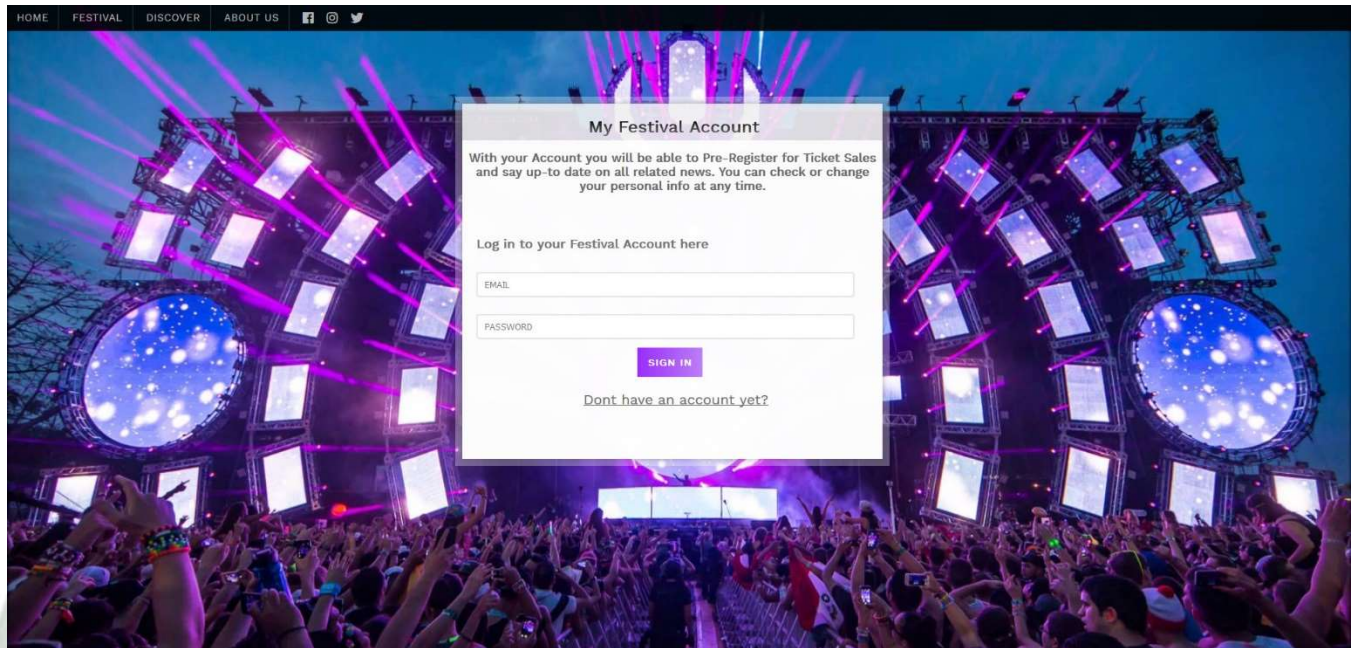 HOME FESTIVAL DISCOVER ABOUT US
My Festival Account
With your Account you will be able to Pre-Register for Ticket Sales
and say up-to date on all related news. You can check or change
your personal info at any time.
Log in to your Festival Account here
EMAIL
PASSWORD
SIGN IN
Dont have an account yet?